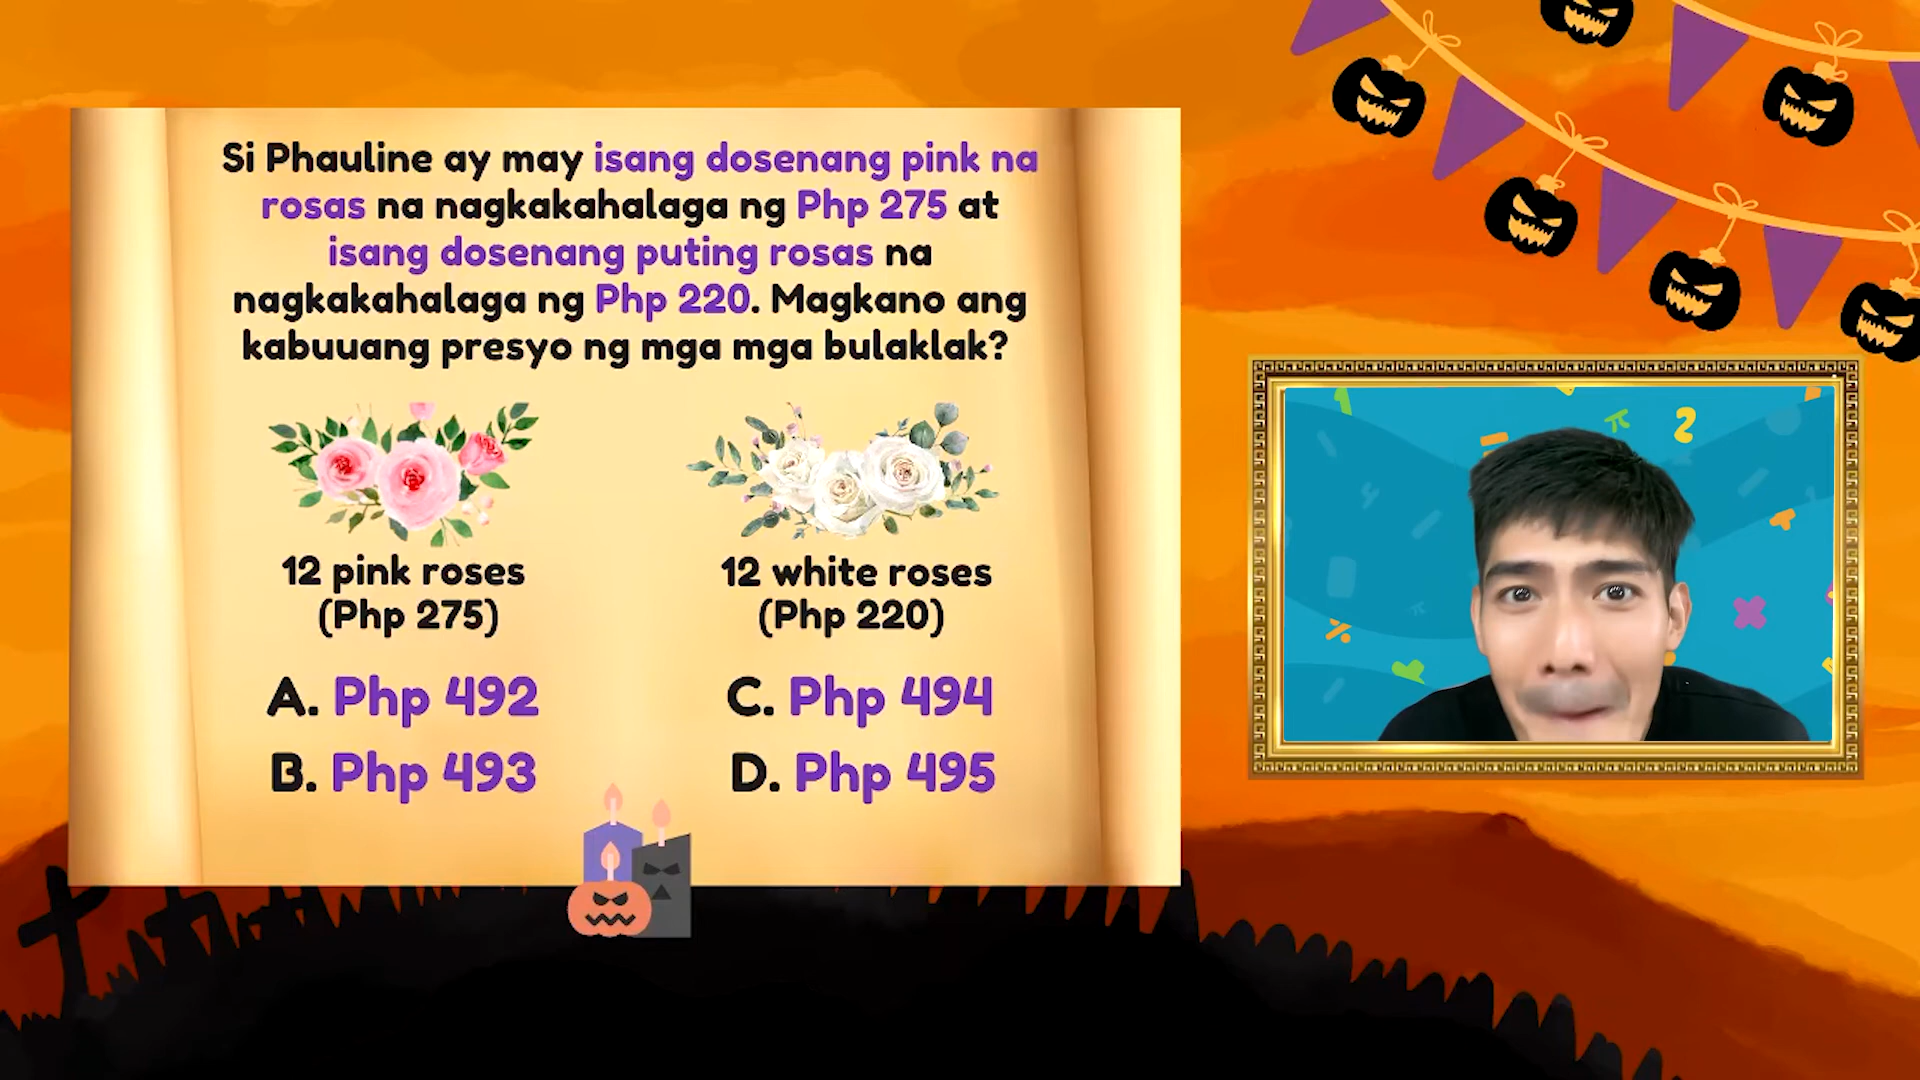 Si Phauline ay may isang dosenang pink na
rosas na nagkakahalaga ng Php 275 at
isang dosenang puting rosas na
nagkakahalaga ng Php 220. Magkano ang
kabuuang presyo ng mga mga bulaklak?
12 pink roses
(Php 275)
12 white roses
(Php 220)
A. Php 492
B. Php 493
C. Php 494
D. Php 495
π
2